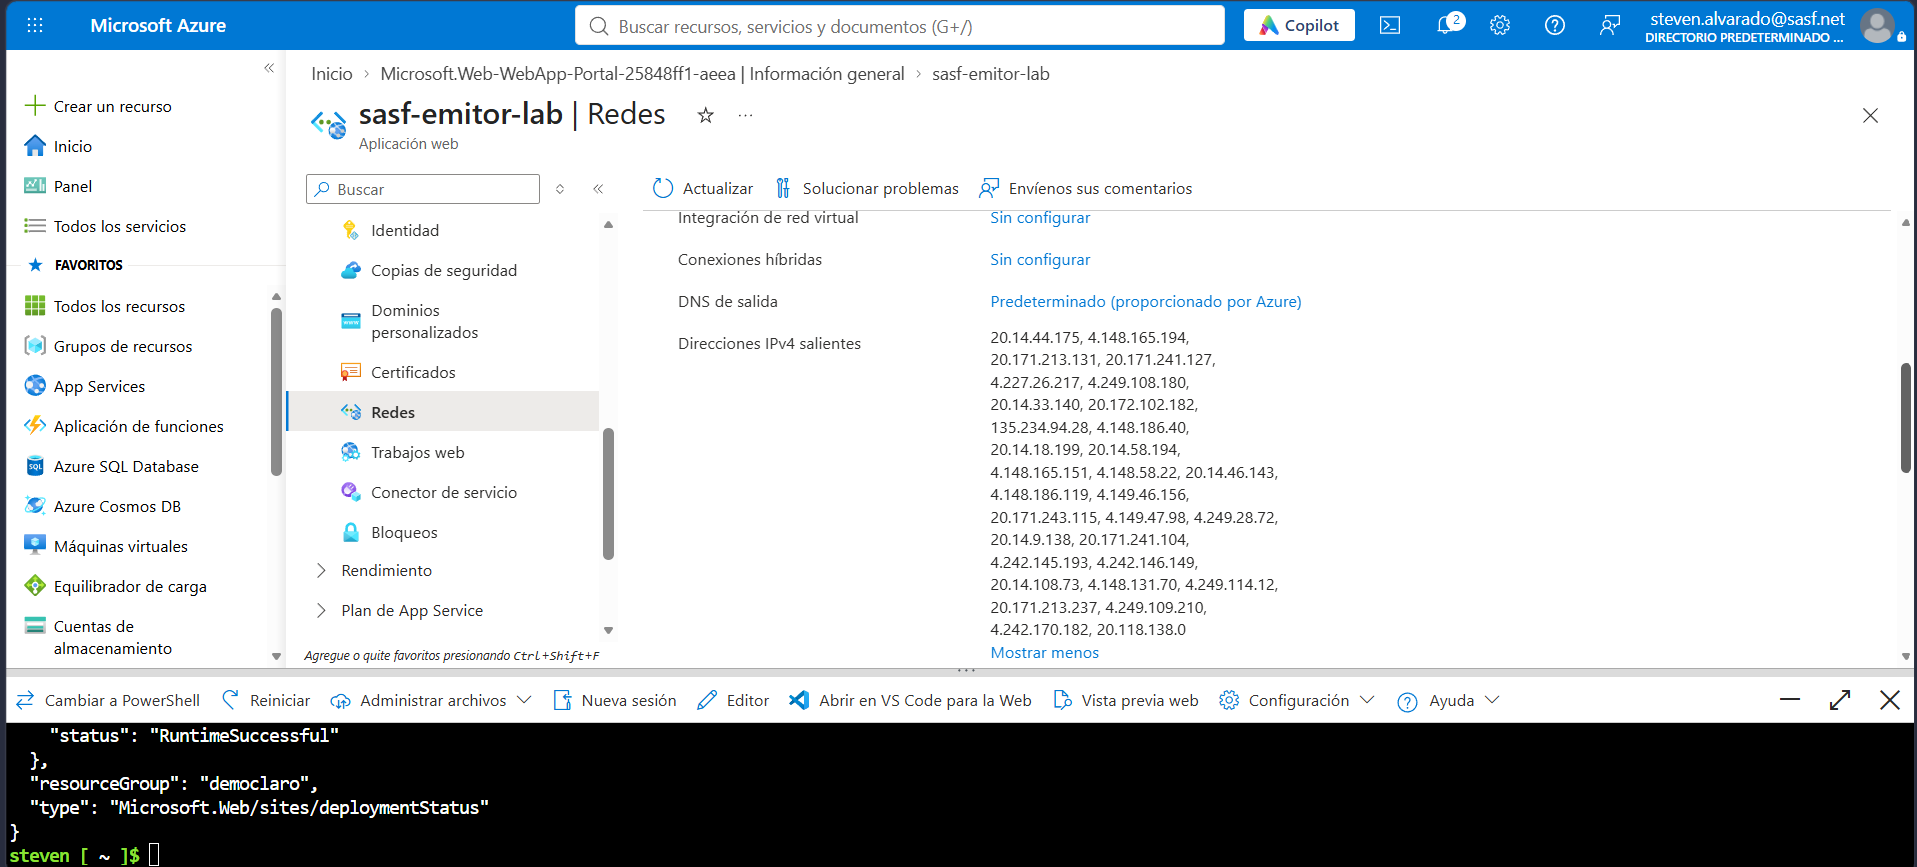 Microsoft Azure
Buscar recursos, servicios y documentos (G+/)
Copilot
2
steven.alvarado@sasf.net
DIRECTORIO PREDETERMINADO ...
Crear un recurso
Inicio
Panel
Todos los servicios
FAVORITOS
Todos los recursos
Grupos de recursos
App Services
Aplicación de funciones
Azure SQL Database
Azure Cosmos DB
Máquinas virtuales
Equilibrador de carga
Cuentas de
almacenamiento
Inicio > Microsoft.Web-WebApp-Portal-25848ff1-aeea | Información general > sasf-emitor-lab
sasf-emitor-lab | Redes
Aplicación web
Buscar
Identidad
Copias de seguridad
Dominios
personalizados
Certificados
Redes
Trabajos web
Conector de servicio
Bloqueos
Rendimiento
Plan de App Service
Agregue o quite favoritos presionando Ctrl+Shift+F
Actualizar
Solucionar problemas
Envíenos sus comentarios
Integración de red virtual
Sin configurar
Conexiones híbridas
Sin configurar
DNS de salida
Predeterminado (proporcionado por Azure)
Direcciones IPv4 salientes
20.14.44.175, 4.148.165.194,
20.171.213.131, 20.171.241.127,
4.227.26.217, 4.249.108.180,
20.14.33.140, 20.172.102.182,
135.234.94.28, 4.148.186.40,
20.14.18.199, 20.14.58.194,
4.148.165.151, 4.148.58.22, 20.14.46.143,
4.148.186.119, 4.149.46.156,
20.171.243.115, 4.149.47.98, 4.249.28.72,
20.14.9.138, 20.171.241.104,
4.242.145.193, 4.242.146.149,
20.14.108.73, 4.148.131.70, 4.249.114.12,
20.171.213.237, 4.249.109.210,
4.242.170.182, 20.118.138.0
Mostrar menos
Cambiar a PowerShell
Reiniciar
Administrar archivos
Nueva sesión
Editor
Abrir en VS Code para la Web
Vista previa web
Configuración
Ayuda
"status": "RuntimeSuccessful"
},
"resourceGroup": "democlaro",
"type": "Microsoft.Web/sites/deploymentStatus"
}
steven [ ~ ]$